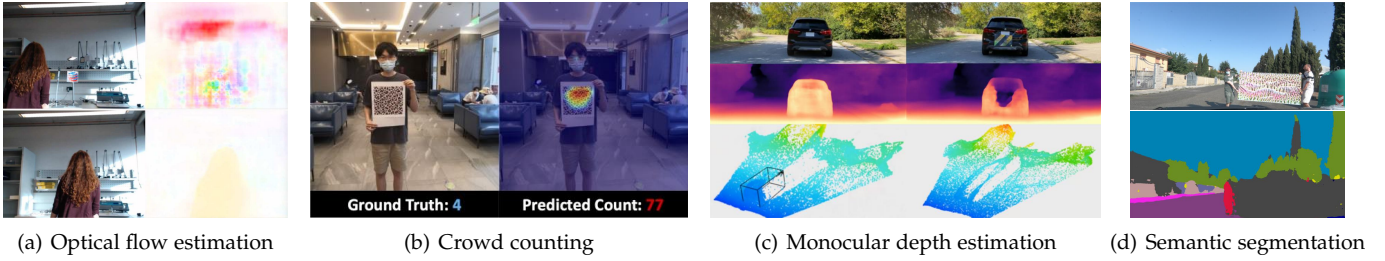 Ground Truth: 4
Predicted Count: 77
(a) Optical flow estimation
(b) Crowd counting
(c) Monocular depth estimation
(d) Semantic segmentation